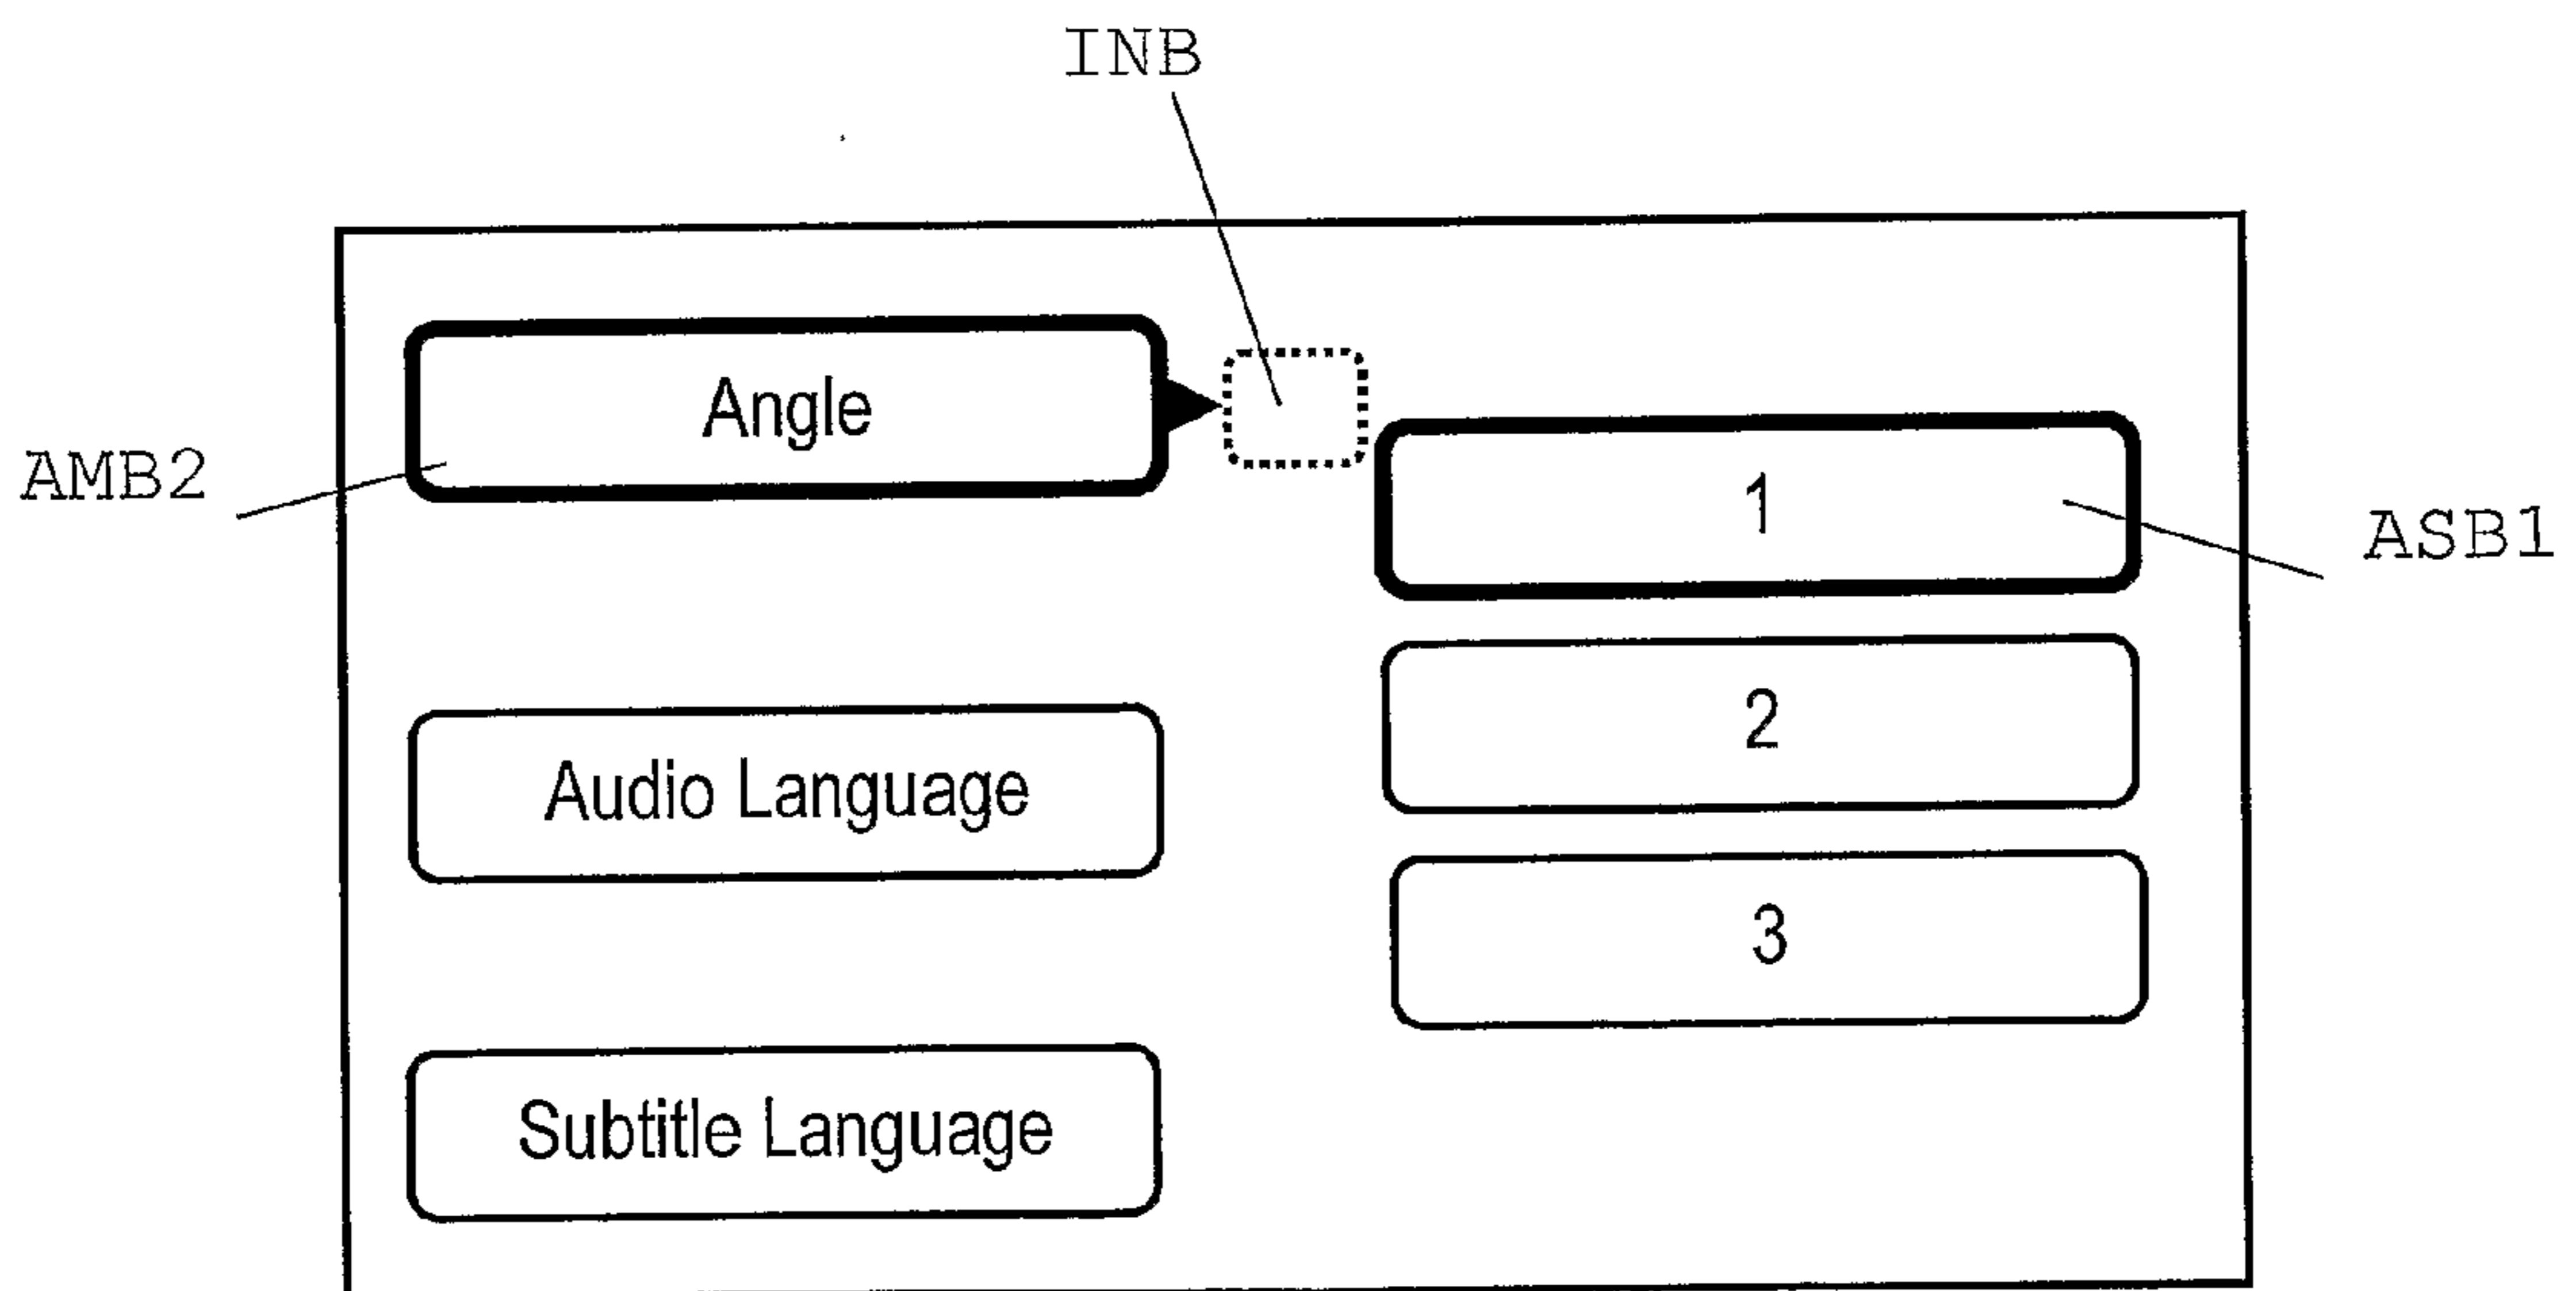 INB
Angle
AMB2
1
ASB1
2
Audio Language
3
Subtitle Language